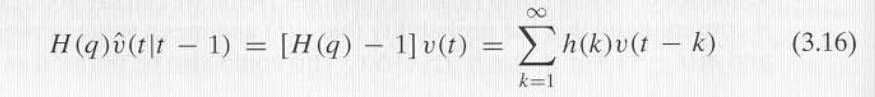 H(q)v̂(t|t − 1) = [H(q) − 1] v(t) = ∑_{k=1}^{∞} h(k)v(t − k) (3.16)